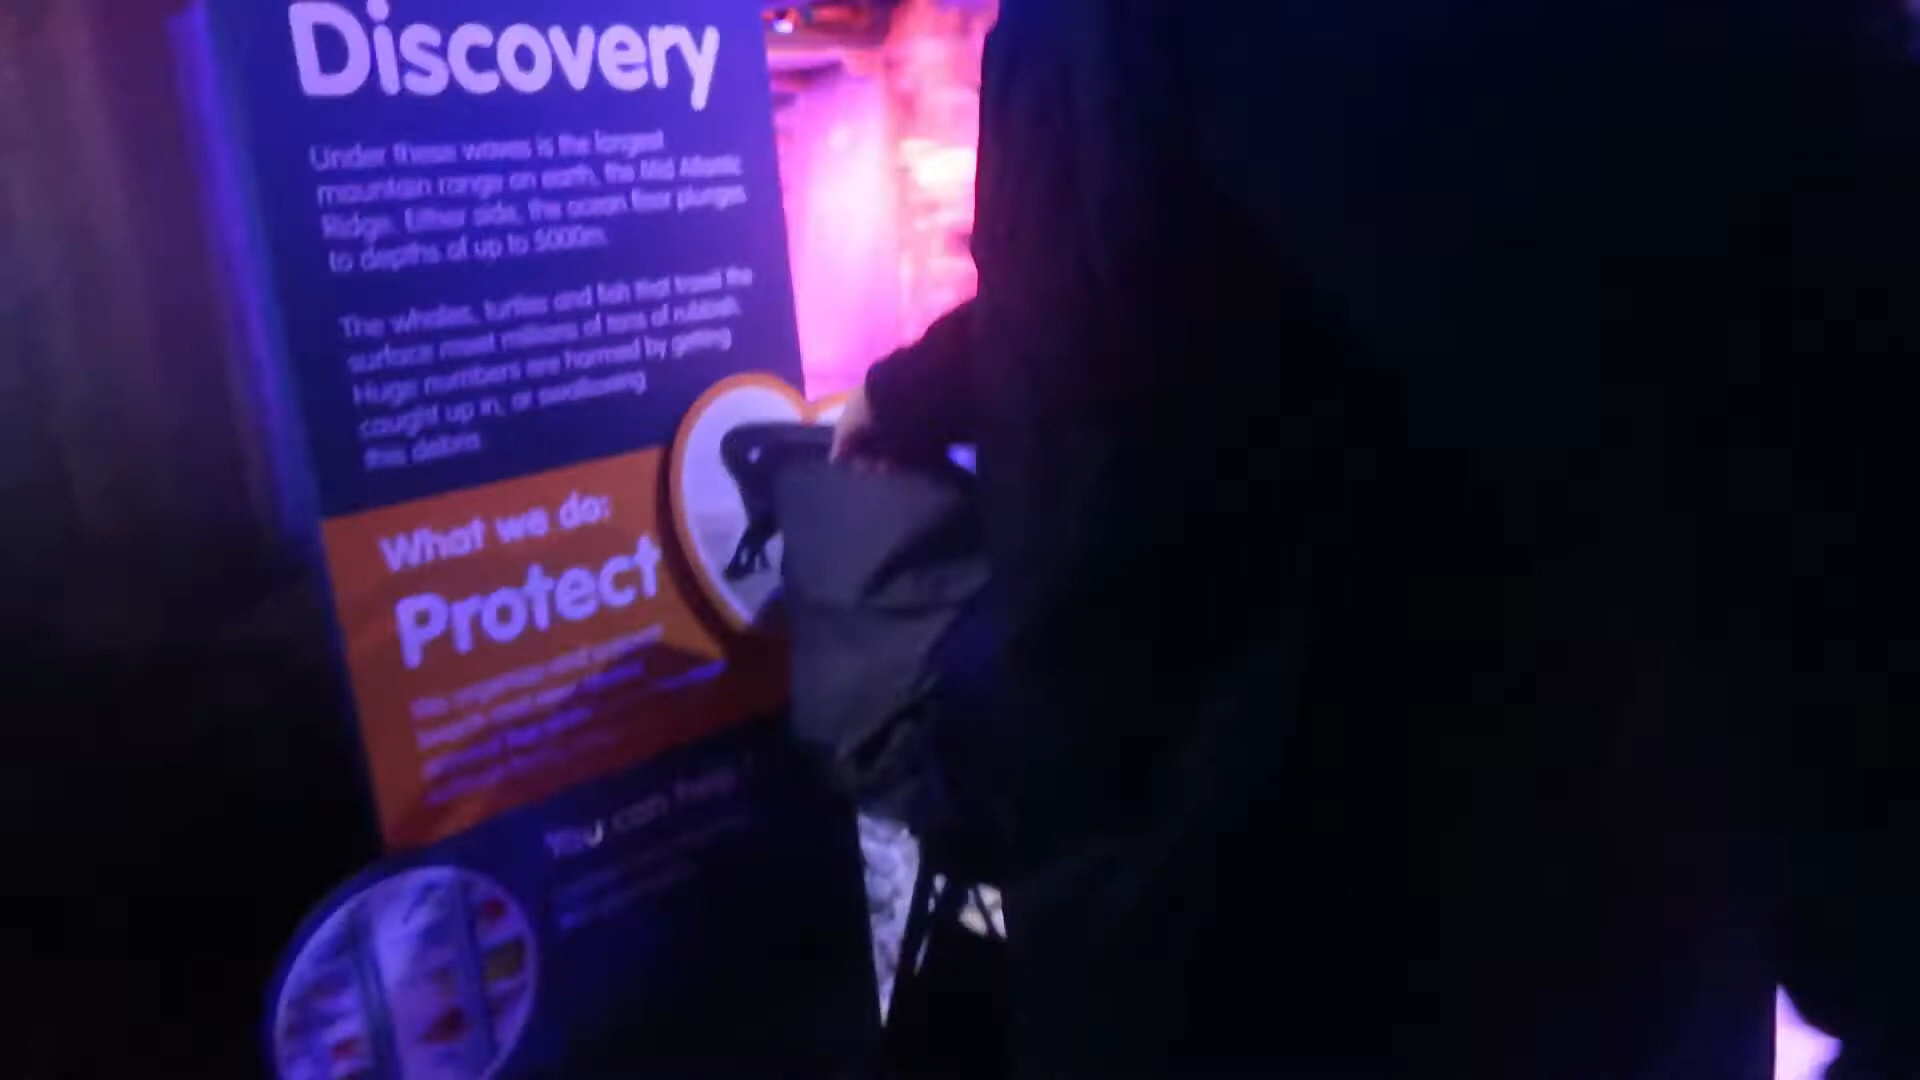 Discovery
Under these waves is the longest
mountain range on earth, the Mid Atlantic
Ridge. Either side, the ocean floor plunges
to depths of up to 5000m.
The whales, turtles and fish that travel the
surface meet millions of tons of rubbish.
Huge numbers are harmed by getting
caught up in, or swallowing
this debris.
What we do:
Protect
You can help